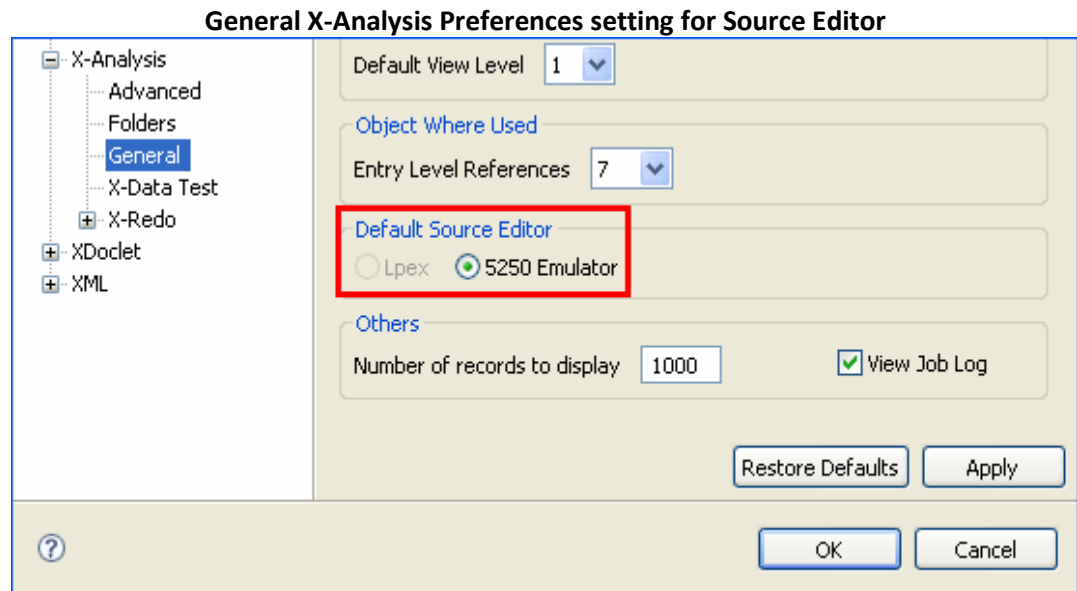 General X-Analysis Preferences setting for Source Editor
X-Analysis
Advanced
Folders
General
X-Data Test
X-Redo
XDoclet
XML
Default View Level 1
Object Where Used
Entry Level References 7
Default Source Editor
Lpex 5250 Emulator
Others
Number of records to display 1000 View Job Log
Restore Defaults Apply
? OK Cancel